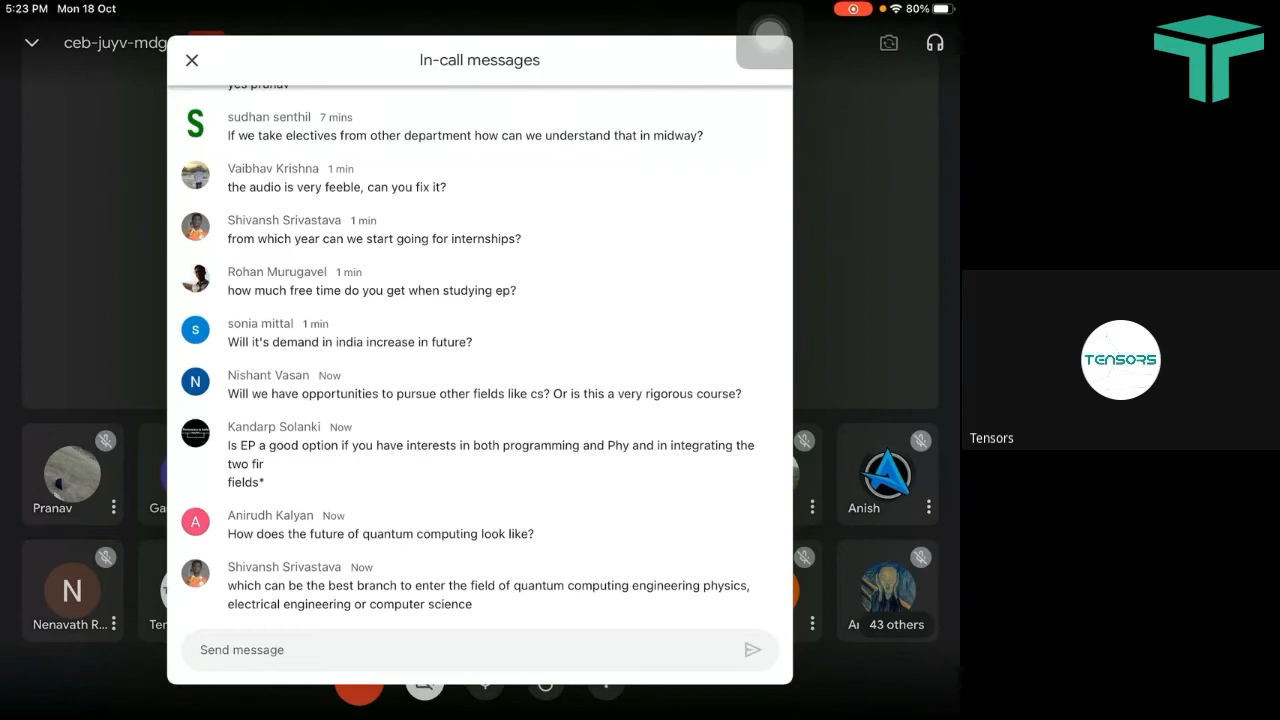 5:23 PM Mon 18 Oct
80%
ceb-juyv-mdg
In-call messages
yes pranav
S
sudhan senthil 7 mins
If we take electives from other department how can we understand that in midway?
Vaibhav Krishna 1 min
the audio is very feeble, can you fix it?
Shivansh Srivastava 1 min
from which year can we start going for internships?
Rohan Murugavel 1 min
how much free time do you get when studying ep?
s
sonia mittal 1 min
Will it's demand in india increase in future?
N
Nishant Vasan Now
Will we have opportunities to pursue other fields like cs? Or is this a very rigorous course?
Kandarp Solanki Now
Is EP a good option if you have interests in both programming and Phy and in integrating the
two fir
fields*
A
Anirudh Kalyan Now
How does the future of quantum computing look like?
Shivansh Srivastava Now
which can be the best branch to enter the field of quantum computing engineering physics,
electrical engineering or computer science
Send message
Pranav
Ga
Anish
N
Nenavath R...
Ter
43 others
TENSORS
Tensors